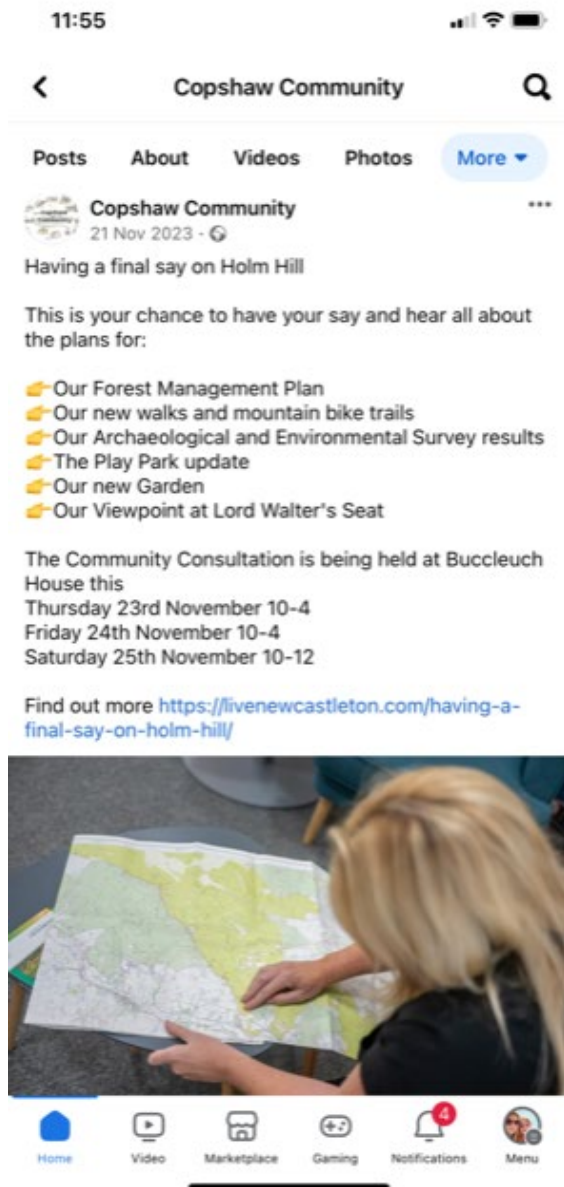 11:55
Copshaw Community
Posts About Videos Photos More
Copshaw Community
21 Nov 2023 ·
Having a final say on Holm Hill
This is your chance to have your say and hear all about
the plans for:
👉Our Forest Management Plan
👉Our new walks and mountain bike trails
👉Our Archaeological and Environmental Survey results
👉The Play Park update
👉Our new Garden
👉Our Viewpoint at Lord Walter's Seat
The Community Consultation is being held at Buccleuch
House this
Thursday 23rd November 10-4
Friday 24th November 10-4
Saturday 25th November 10-12
Find out more https://livenewcastleton.com/having-a-
final-say-on-holm-hill/
4
Home Video Marketplace Gaming Notifications Menu